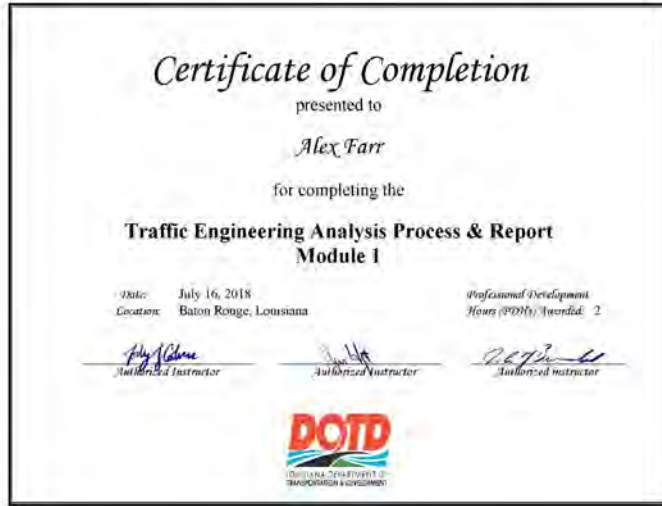 Certificate of Completion
presented to
Alex Farr
for completing the
Traffic Engineering Analysis Process & Report
Module 1
Date: July 16, 2018
Location: Baton Rouge, Louisiana
Professional Development
Hours (PDHs) Awarded: 2
Authorized Instructor
Authorized Instructor
Authorized instructor
DOTD
LOUISIANA DEPARTMENT OF
TRANSPORTATION & DEVELOPMENT